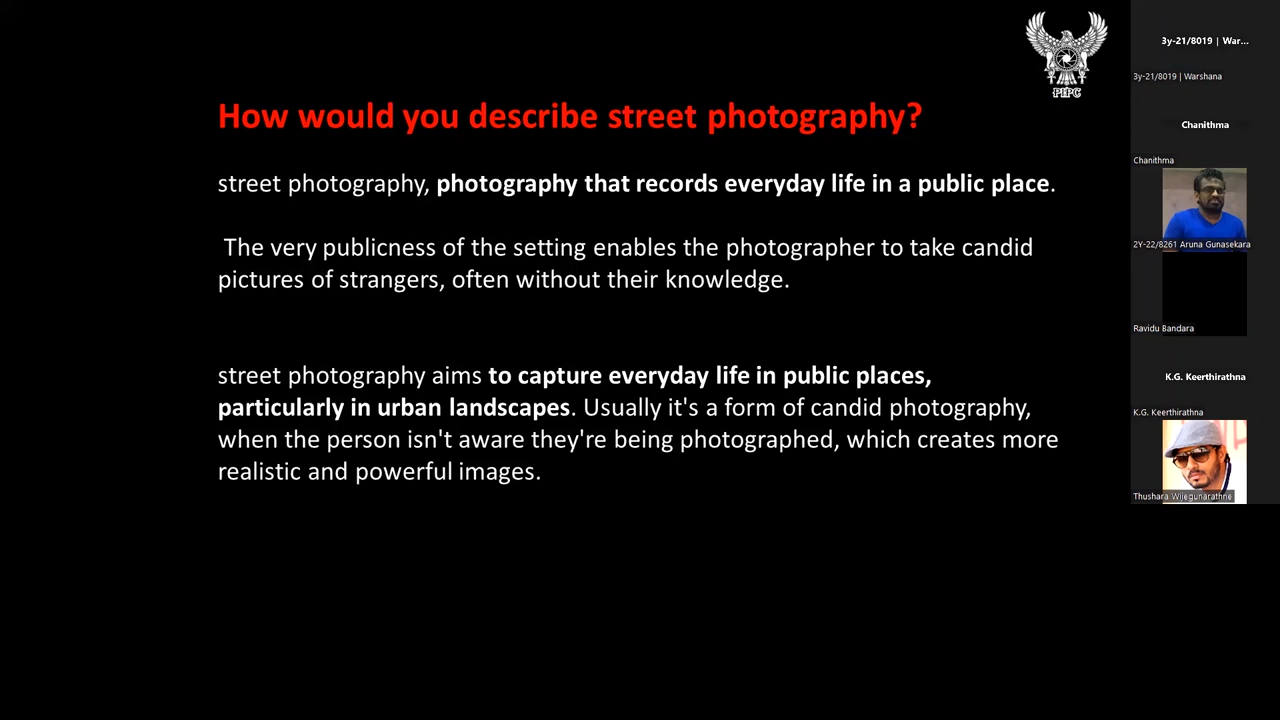 PIPC
How would you describe street photography?
street photography, photography that records everyday life in a public place.
The very publicness of the setting enables the photographer to take candid
pictures of strangers, often without their knowledge.
street photography aims to capture everyday life in public places,
particularly in urban landscapes. Usually it's a form of candid photography,
when the person isn't aware they're being photographed, which creates more
realistic and powerful images.
3y-21/8019 | War...
3y-21/8019 | Warshana
Chanithma
Chanithma
2Y-22/8261 Aruna Gunasekara
Ravidu Bandara
K.G. Keerthirathna
K.G. Keerthirathna
Thushara Wijegunarathne